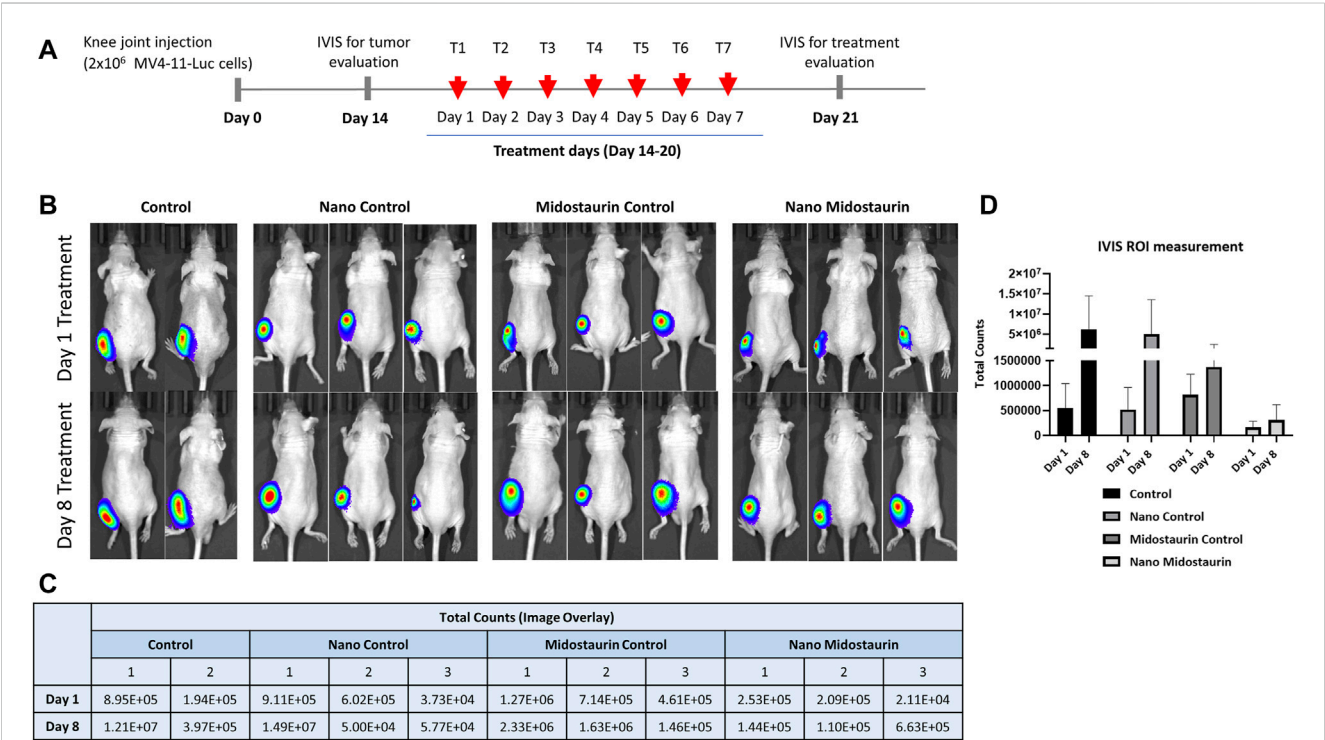 A
Knee joint injection
(2x10⁶ MV4-11-Luc cells)
IVIS for tumor
evaluation
T1 T2 T3 T4 T5 T6 T7
IVIS for treatment
evaluation
Day 0
Day 14
Day 1 Day 2 Day 3 Day 4 Day 5 Day 6 Day 7
Day 21
Treatment days (Day 14-20)
B
Control Nano Control Midostaurin Control Nano Midostaurin
Day 1 Treatment
Day 8 Treatment
C
Total Counts (Image Overlay)
Control Nano Control Midostaurin Control Nano Midostaurin
1 2 1 2 3 1 2 3 1 2 3
Day 1 8.95E+05 1.94E+05 9.11E+05 6.02E+05 3.73E+04 1.27E+06 7.14E+05 4.61E+05 2.53E+05 2.09E+05 2.11E+04
Day 8 1.21E+07 3.97E+05 1.49E+07 5.00E+04 5.77E+04 2.33E+06 1.63E+06 1.46E+05 1.44E+05 1.10E+05 6.63E+05
D
IVIS ROI measurement
Total Counts
2×10⁷
1.5×10⁷
1×10⁷
5×10⁶
1500000
1000000
500000
0
Day 1 Day 8 Day 1 Day 8 Day 1 Day 8 Day 1 Day 8
Control
Nano Control
Midostaurin Control
Nano Midostaurin